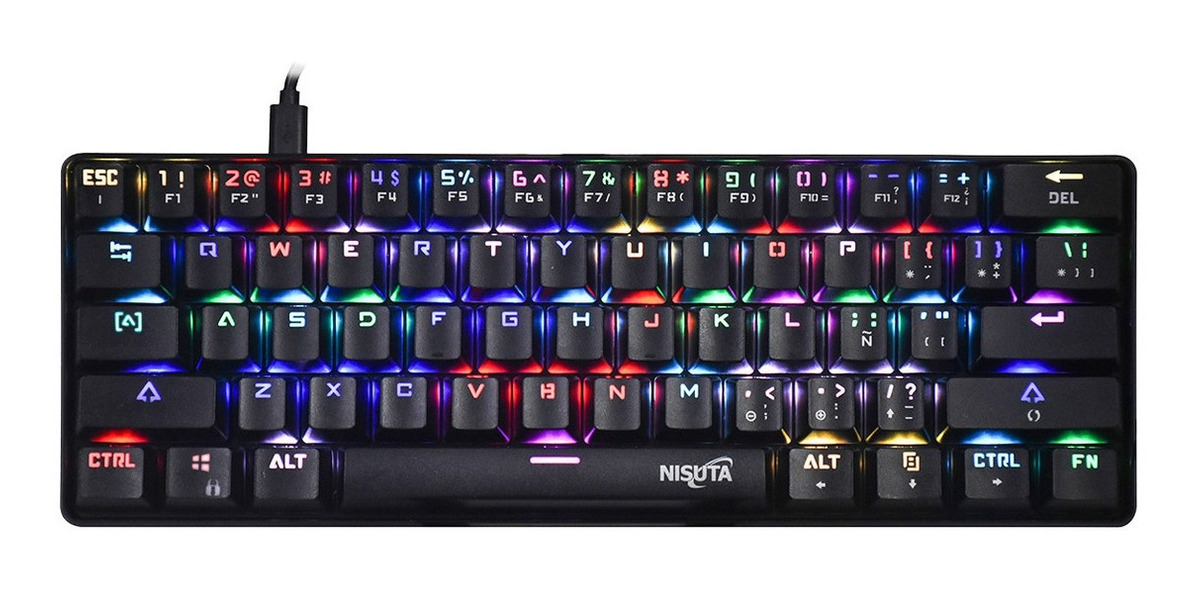 ESC 1 ! 2 @ 3 # 4 $ 5 % 6 ^ 7 & 8 * 9 ( 0 ) - _ = + ←
| F1 F2 " F3 F4 F5 F6 & F7 / F8 ( F9 ) F10 = F11 ? ' F12 ¿ ¡ DEL
Q W E R T Y U I O P [ { ] } \ |
* ¨ ´ * * + * } ]
[A] A S D F G H J K L ; : ' "
Ñ { [
Z X C V B N M , < . > / ?
; : _ -
CTRL ALT NISUTA ALT CTRL FN
← ↓ →